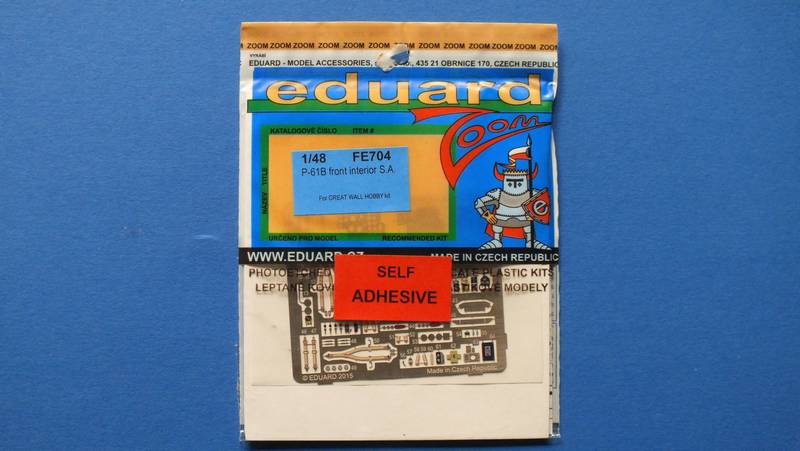 ZOOM ZOOM ZOOM ZOOM ZOOM ZOOM ZOOM ZOOM ZOOM ZOOM ZOOM ZOOM
VYRÁBÍ
EDUARD - MODEL ACCESSORIES, 435 21 OBRNICE 170, CZECH REPUBLIC
eduard
Zoom
KATALOGOVÉ ČÍSLO ITEM #
1/48 FE704
P-61B front interior S.A.
For GREAT WALL HOBBY kit
NÁZEV TITLE
e
URČENO PRO MODEL RECOMMENDED KIT
WWW.EDUARD.CZ MADE IN CZECH REPUBLIC
PHOTOETCHED PLASTIC KITS
LEPTANÉ MODELY
SELF
ADHESIVE
© EDUARD 2015
Made in Czech Republic